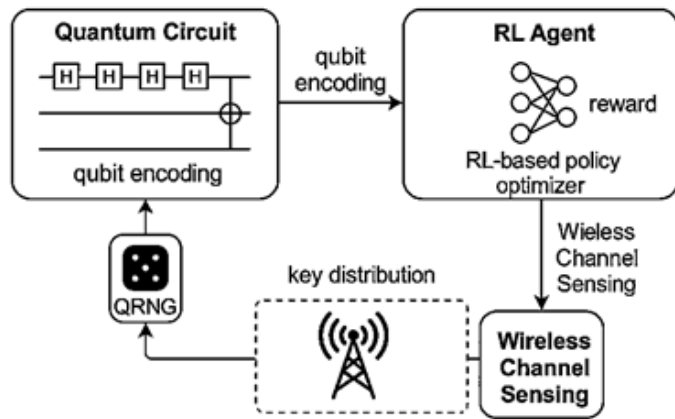 Quantum Circuit
H H H H
qubit encoding
qubit
encoding
RL Agent
reward
RL-based policy
optimizer
Wieless
Channel
Sensing
Wireless
Channel
Sensing
key distribution
QRNG